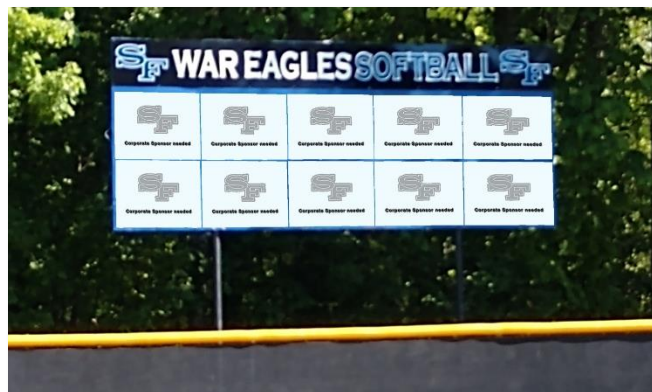 SF WAR EAGLES SOFTBALL SF
SF SF SF SF SF
Corporate Sponsor needed Corporate Sponsor needed Corporate Sponsor needed Corporate Sponsor needed Corporate Sponsor needed
SF SF SF SF SF
Corporate Sponsor needed Corporate Sponsor needed Corporate Sponsor needed Corporate Sponsor needed Corporate Sponsor needed